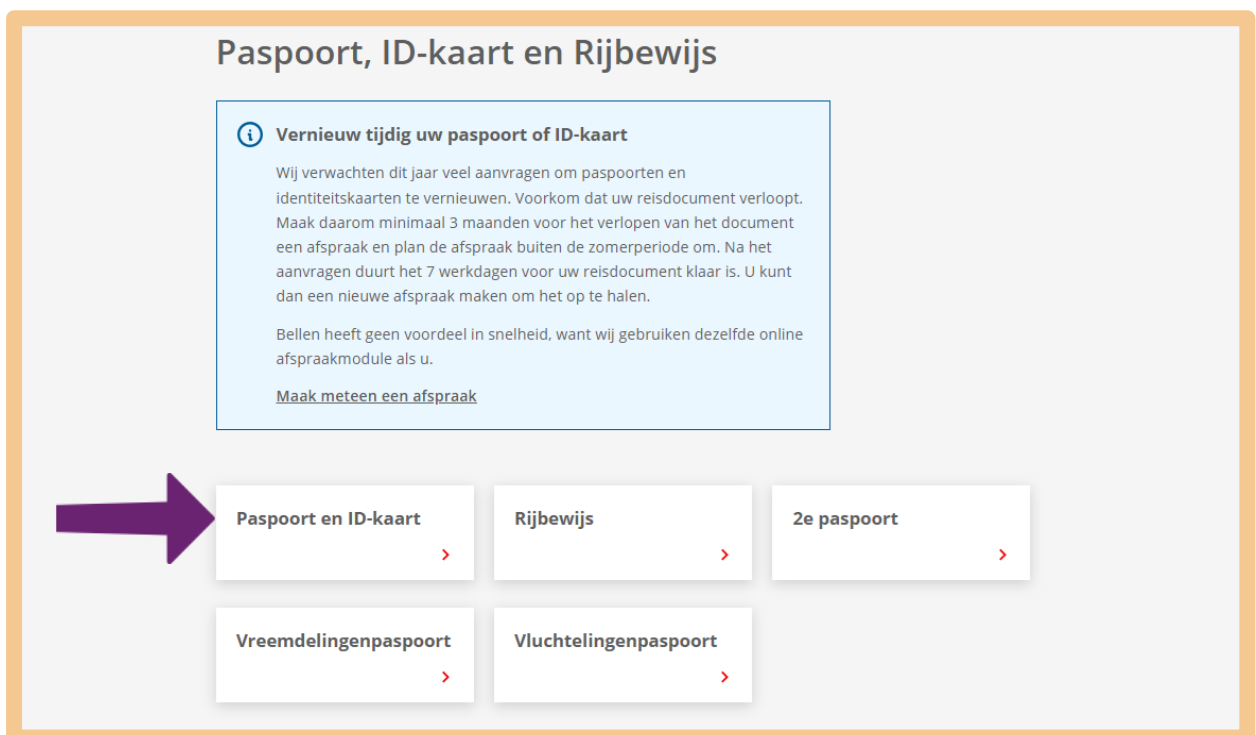 Paspoort, ID-kaart en Rijbewijs
Vernieuw tijdig uw paspoort of ID-kaart
Wij verwachten dit jaar veel aanvragen om paspoorten en
identiteitskaarten te vernieuwen. Voorkom dat uw reisdocument verloopt.
Maak daarom minimaal 3 maanden voor het verlopen van het document
een afspraak en plan de afspraak buiten de zomerperiode om. Na het
aanvragen duurt het 7 werkdagen voor uw reisdocument klaar is. U kunt
dan een nieuwe afspraak maken om het op te halen.
Bellen heeft geen voordeel in snelheid, want wij gebruiken dezelfde online
afspraakmodule als u.
Maak meteen een afspraak
Paspoort en ID-kaart
Rijbewijs
2e paspoort
Vreemdelingenpaspoort
Vluchtelingenpaspoort